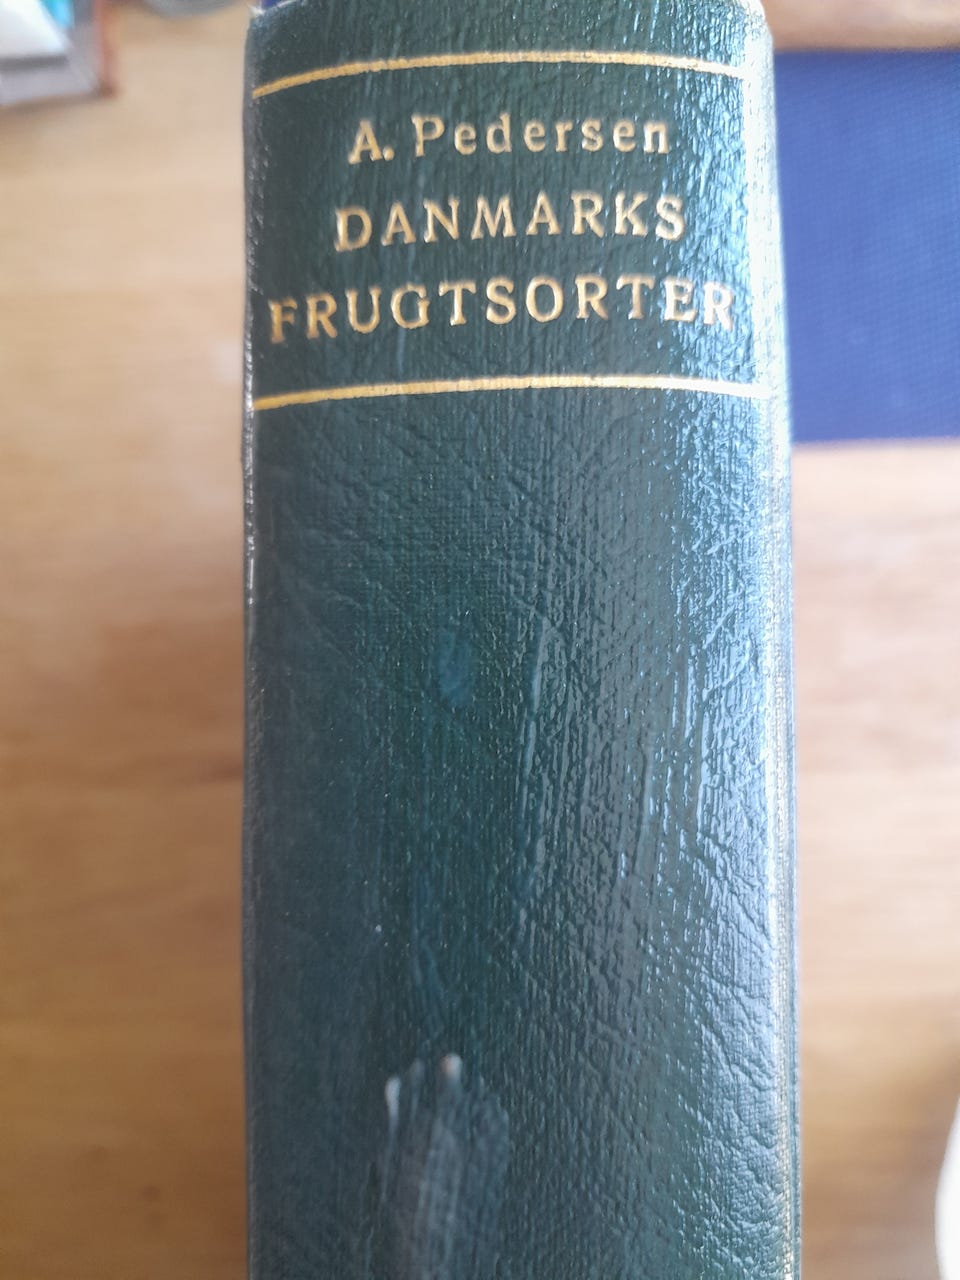 A. Pedersen
DANMARKS
FRUGTSORTER